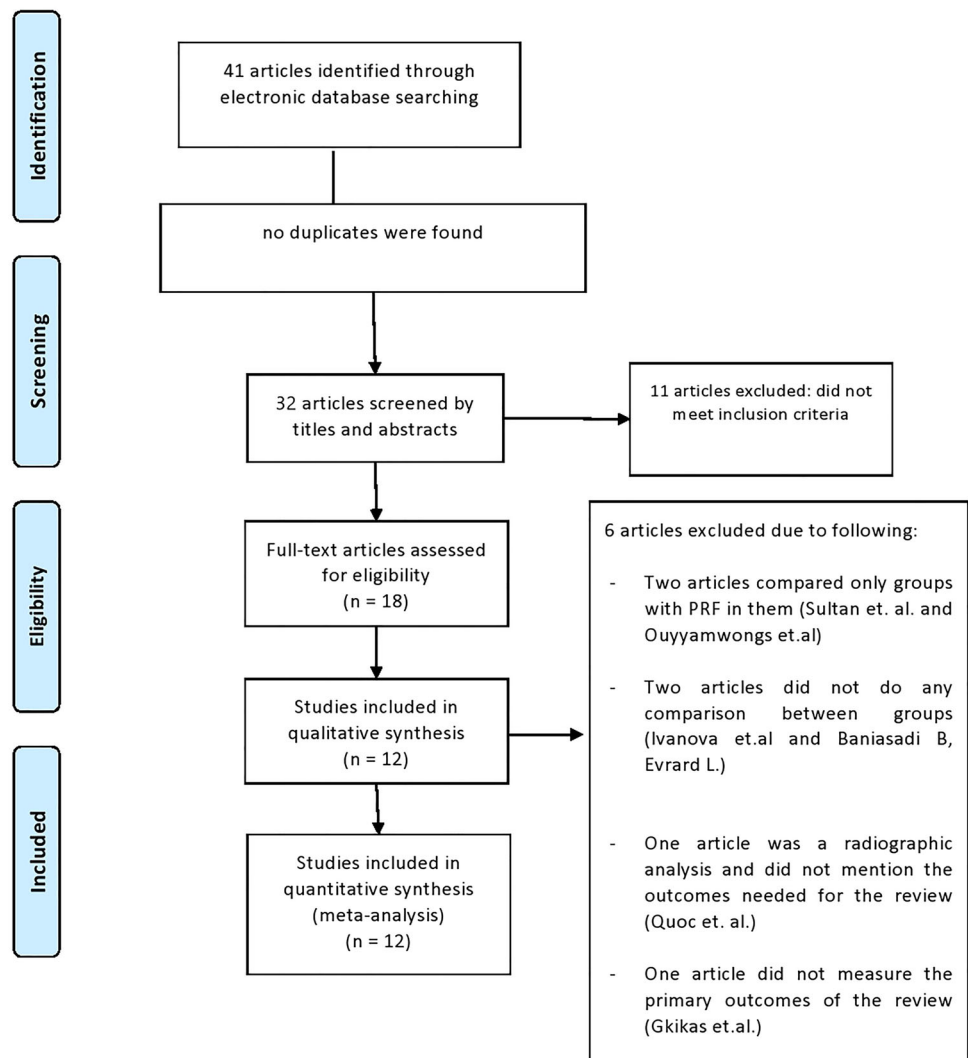 Identification
41 articles identified through
electronic database searching
no duplicates were found
Screening
32 articles screened by
titles and abstracts
11 articles excluded: did not
meet inclusion criteria
Eligibility
Full-text articles assessed
for eligibility
(n = 18)
6 articles excluded due to following:
- Two articles compared only groups
with PRF in them (Sultan et. al. and
Ouyyamwongs et.al)
- Two articles did not do any
comparison between groups
(Ivanova et.al and Baniasadi B,
Evrard L.)
- One article was a radiographic
analysis and did not mention the
outcomes needed for the review
(Quoc et. al.)
- One article did not measure the
primary outcomes of the review
(Gkikas et.al.)
Studies included in
qualitative synthesis
(n = 12)
Included
Studies included in
quantitative synthesis
(meta-analysis)
(n = 12)